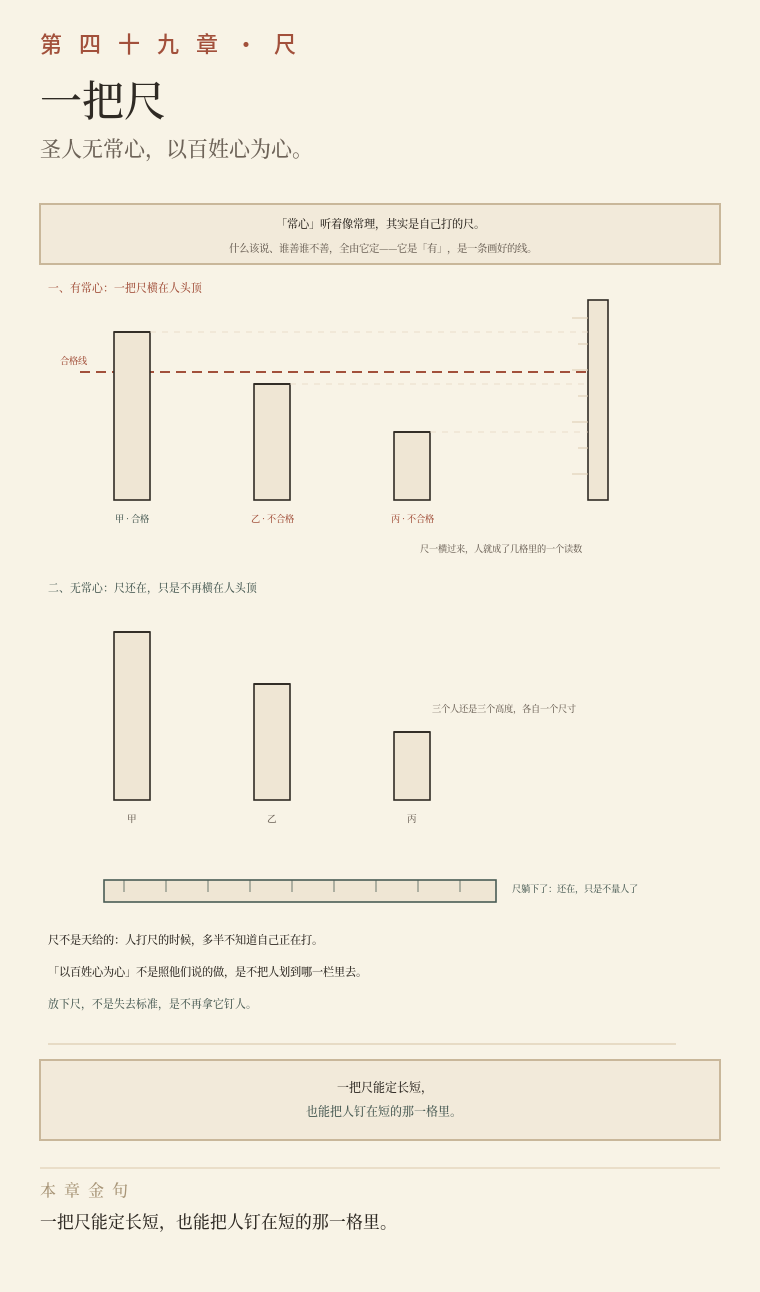 第四十九章·尺
一把尺
圣人无常心，以百姓心为心。
「常心」听着像常理，其实是自己打的尺。
什么该说、谁善谁不善，全由它定——它是「有」，是一条画好的线。
一、有常心：一把尺横在人头顶
合格线
甲 · 合格
乙 · 不合格
丙 · 不合格
尺一横过来，人就成了几格里的一个读数
二、无常心：尺还在，只是不再横在人头顶
三个人还是三个高度，各自一个尺寸
甲
乙
丙
尺躺下了：还在，只是不量人了
尺不是天给的：人打尺的时候，多半不知道自己正在打。
「以百姓心为心」不是照他们说的做，是不把人划到哪一栏里去。
放下尺，不是失去标准，是不再拿它钉人。
一把尺能定长短，
也能把人钉在短的那一格里。
本章金句
一把尺能定长短，也能把人钉在短的那一格里。